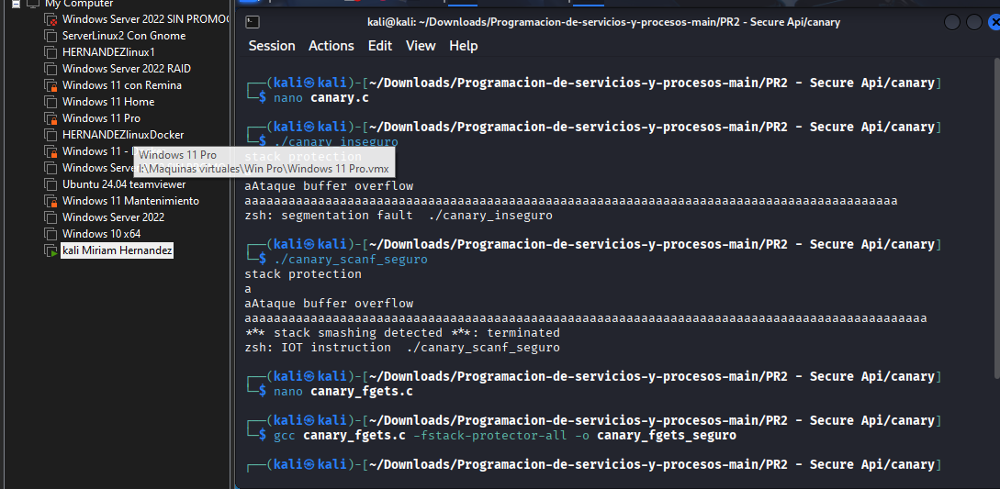 My Computer
Windows Server 2022 SIN PROMO
ServerLinux2 Con Gnome
HERNANDEZlinux1
Windows Server 2022 RAID
Windows 11 con Remina
Windows 11 Home
Windows 11 Pro
HERNANDEZlinuxDocker
Windows 11 -
Windows Serve
Ubuntu 24.04 teamviewer
Windows 11 Mantenimiento
Windows Server 2022
Windows 10 x64
kali Miriam Hernandez
Windows 11 Pro
I:\Maquinas virtuales\Win Pro\Windows 11 Pro.vmx
kali@kali: ~/Downloads/Programacion-de-servicios-y-procesos-main/PR2 - Secure Api/canary
Session Actions Edit View Help
┌──(kali㉿kali)-[~/Downloads/Programacion-de-servicios-y-procesos-main/PR2 - Secure Api/canary]
└─$ nano canary.c
┌──(kali㉿kali)-[~/Downloads/Programacion-de-servicios-y-procesos-main/PR2 - Secure Api/canary]
└─$ ./canary_inseguro
stack protection
aAtaque buffer overflow
aaaaaaaaaaaaaaaaaaaaaaaaaaaaaaaaaaaaaaaaaaaaaaaaaaaaaaaaaaaaaaaaaaaaaaaaaaaaaaaaaaaaaaaaa
zsh: segmentation fault  ./canary_inseguro
┌──(kali㉿kali)-[~/Downloads/Programacion-de-servicios-y-procesos-main/PR2 - Secure Api/canary]
└─$ ./canary_scanf_seguro
stack protection
a
aAtaque buffer overflow
aaaaaaaaaaaaaaaaaaaaaaaaaaaaaaaaaaaaaaaaaaaaaaaaaaaaaaaaaaaaaaaaaaaaaaaaaaaaaaaaaaaaaaaaaaaaa
*** stack smashing detected ***: terminated
zsh: IOT instruction  ./canary_scanf_seguro
┌──(kali㉿kali)-[~/Downloads/Programacion-de-servicios-y-procesos-main/PR2 - Secure Api/canary]
└─$ nano canary_fgets.c
┌──(kali㉿kali)-[~/Downloads/Programacion-de-servicios-y-procesos-main/PR2 - Secure Api/canary]
└─$ gcc canary_fgets.c -fstack-protector-all -o canary_fgets_seguro
┌──(kali㉿kali)-[~/Downloads/Programacion-de-servicios-y-procesos-main/PR2 - Secure Api/canary]
└─$